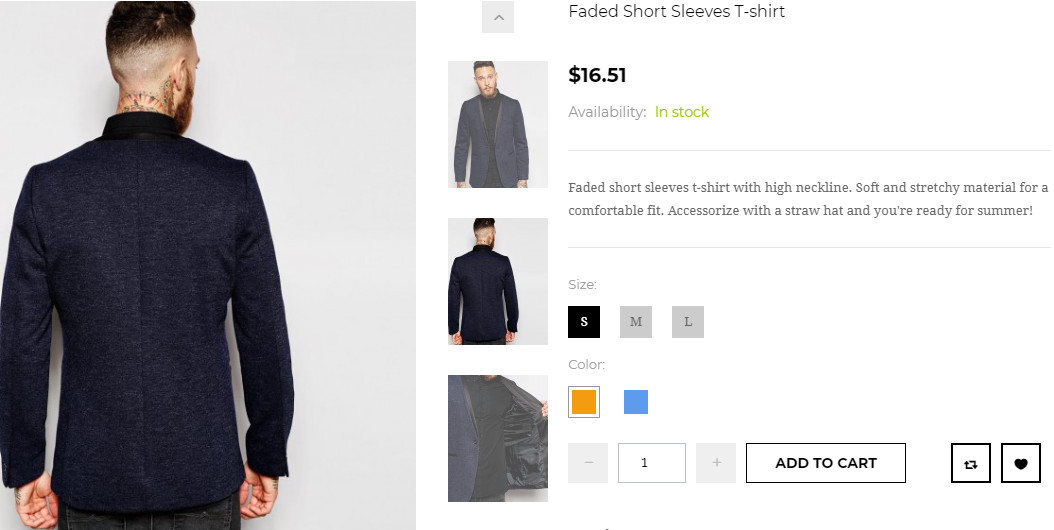 Faded Short Sleeves T-shirt
$16.51
Availability: In stock
Faded short sleeves t-shirt with high neckline. Soft and stretchy material for a
comfortable fit. Accessorize with a straw hat and you're ready for summer!
Size:
S M L
Color:
− 1 + ADD TO CART